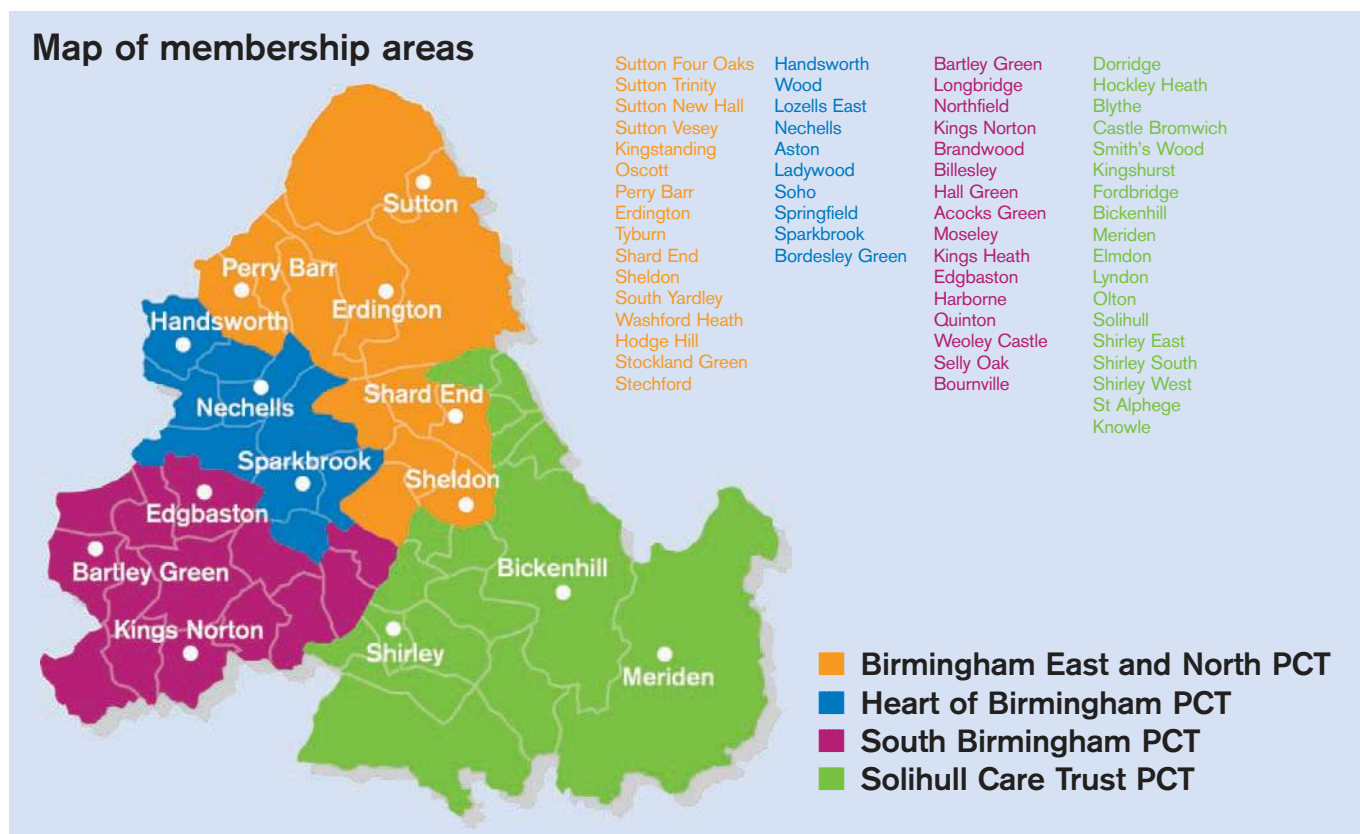 Map of membership areas
Sutton Four Oaks
Sutton Trinity
Sutton New Hall
Sutton Vesey
Kingstanding
Oscott
Perry Barr
Erdington
Tyburn
Shard End
Sheldon
South Yardley
Washford Heath
Hodge Hill
Stockland Green
Stechford
Handsworth
Wood
Lozells East
Nechells
Aston
Ladywood
Soho
Springfield
Sparkbrook
Bordesley Green
Bartley Green
Longbridge
Northfield
Kings Norton
Brandwood
Billesley
Hall Green
Acocks Green
Moseley
Kings Heath
Edgbaston
Harborne
Quinton
Weoley Castle
Selly Oak
Bournville
Dorridge
Hockley Heath
Blythe
Castle Bromwich
Smith's Wood
Kingshurst
Fordbridge
Bickenhill
Meriden
Elmdon
Lyndon
Olton
Solihull
Shirley East
Shirley South
Shirley West
St Alphege
Knowle
Sutton
Perry Barr
Erdington
Handsworth
Shard End
Nechells
Sparkbrook
Sheldon
Edgbaston
Bartley Green
Bickenhill
Kings Norton
Shirley
Meriden
Birmingham East and North PCT
Heart of Birmingham PCT
South Birmingham PCT
Solihull Care Trust PCT